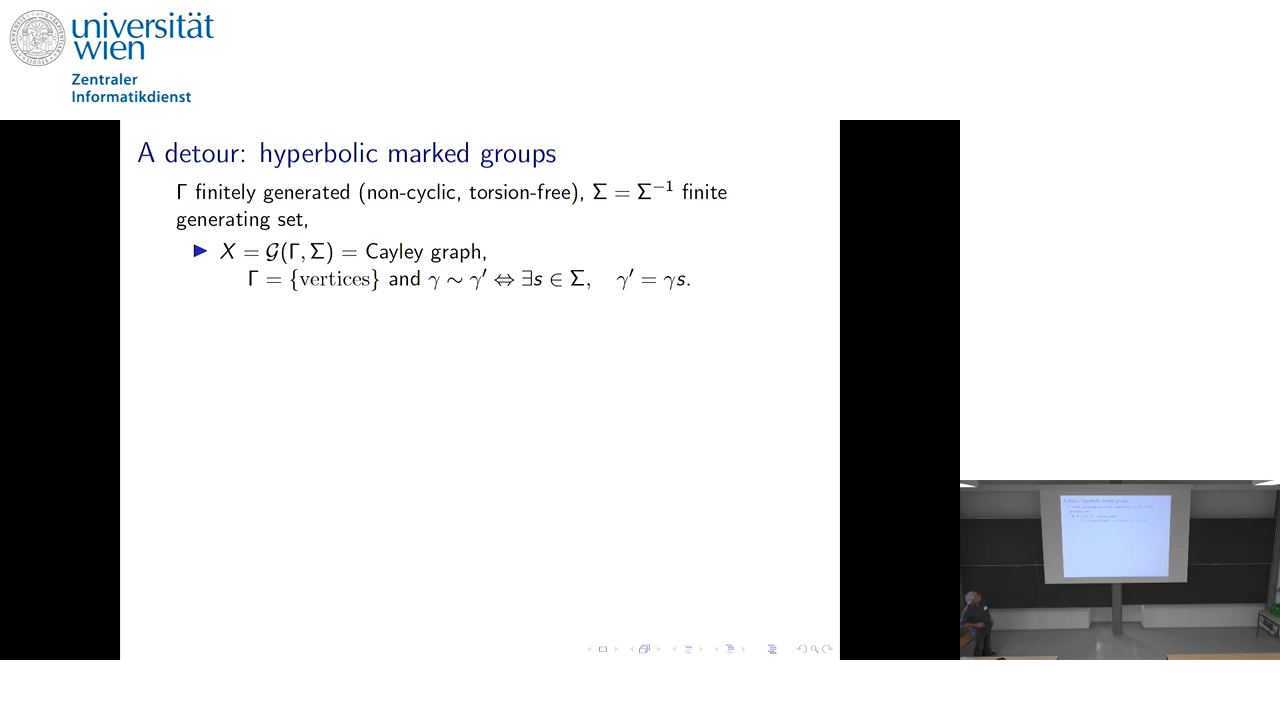 universität
wien
Zentraler
Informatikdienst
A detour: hyperbolic marked groups
Γ finitely generated (non-cyclic, torsion-free), Σ = Σ⁻¹ finite
generating set,
▶ X = 𝒢(Γ, Σ) = Cayley graph,
Γ = {vertices} and γ ∼ γ′ ⇔ ∃s ∈ Σ, γ′ = γs.